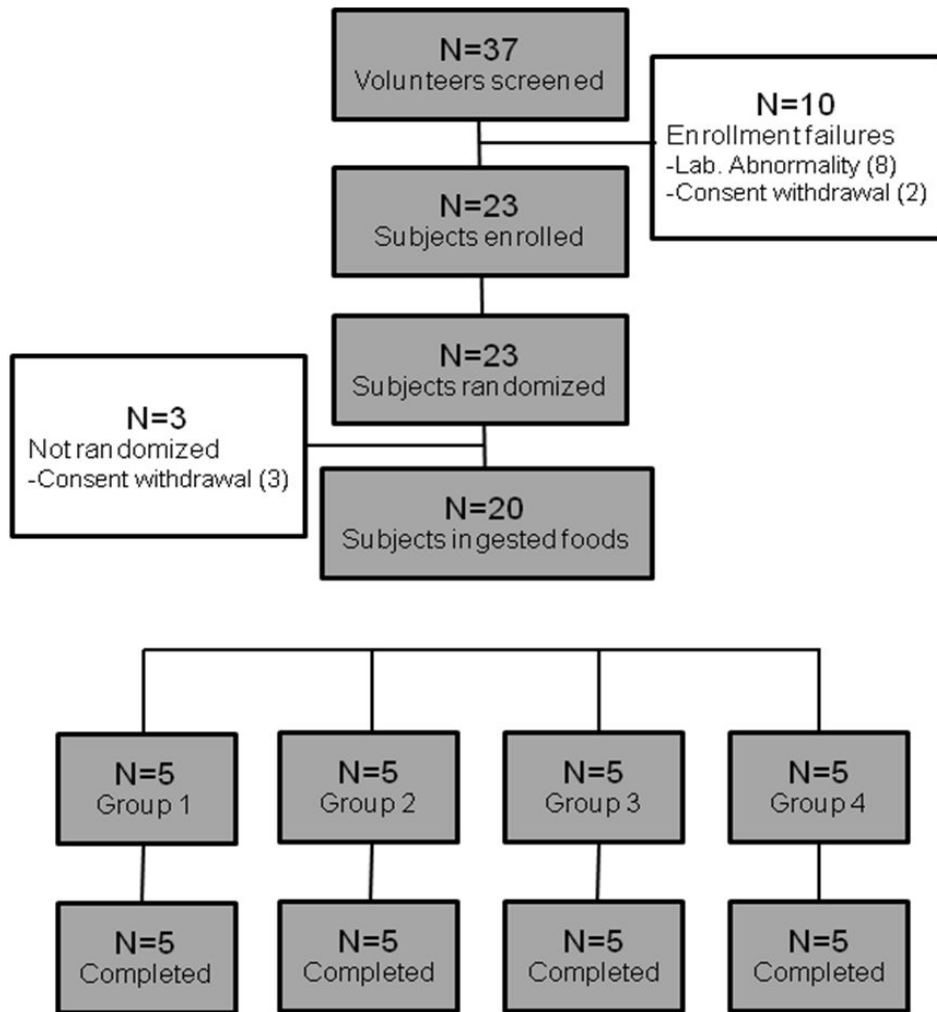 N=37
Volunteers screened
N=10
Enrollment failures
-Lab. Abnormality (8)
-Consent withdrawal (2)
N=23
Subjects enrolled
N=23
Subjects randomized
N=3
Not randomized
-Consent withdrawal (3)
N=20
Subjects ingested foods
N=5
Group 1
N=5
Group 2
N=5
Group 3
N=5
Group 4
N=5
Completed
N=5
Completed
N=5
Completed
N=5
Completed